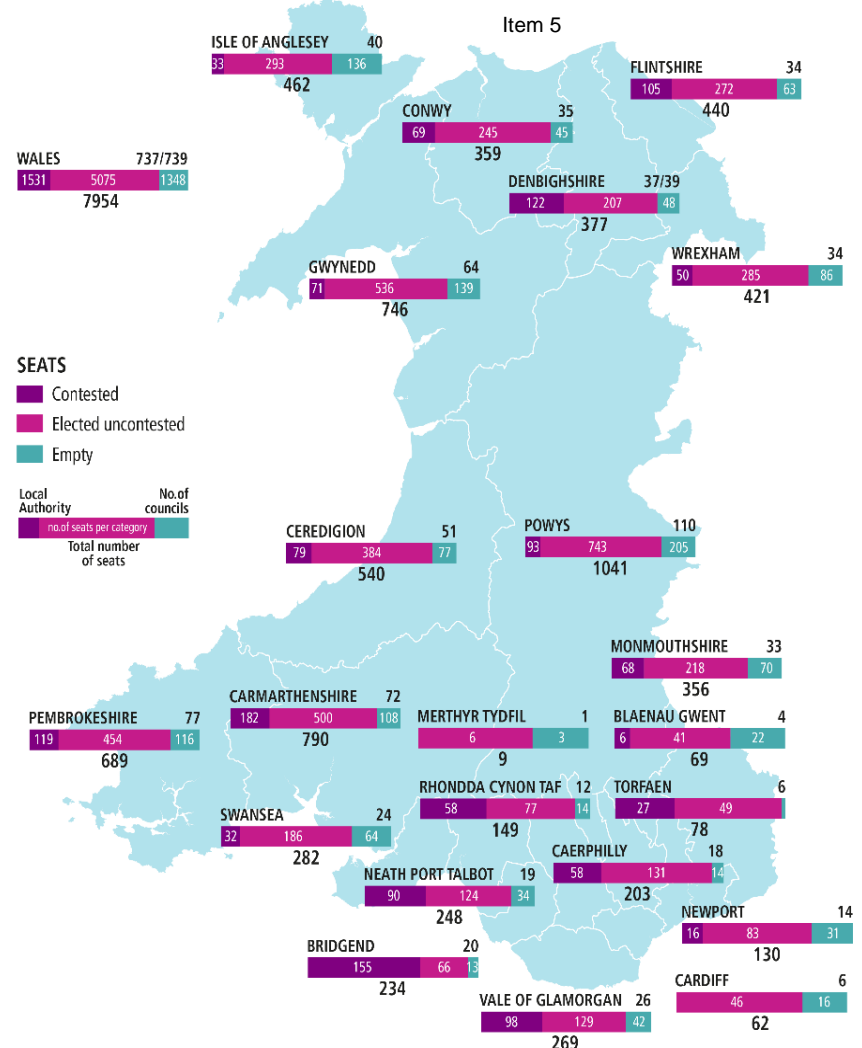 Item 5
ISLE OF ANGLESEY 40
33 293 136
462
FLINTSHIRE 34
105 272 63
440
CONWY 35
69 245 45
359
WALES 737/739
1531 5075 1348
7954
DENBIGHSHIRE 37/39
122 207 48
377
WREXHAM 34
50 285 86
421
GWYNEDD 64
71 536 139
746
SEATS
Contested
Elected uncontested
Empty
Local Authority No.of councils
no.of seats per category
Total number
of seats
CEREDIGION 51
79 384 77
540
POWYS 110
93 743 205
1041
MONMOUTHSHIRE 33
68 218 70
356
CARMARTHENSHIRE 72
182 500 108
790
PEMBROKESHIRE 77
119 454 116
689
MERTHYR TYDFIL 1
6 3
9
BLAENAU GWENT 4
6 41 22
69
RHONDDA CYNON TAF 12
58 77 14
149
TORFAEN 6
27 49
78
SWANSEA 24
32 186 64
282
CAERPHILLY 18
58 131 14
203
NEATH PORT TALBOT 19
90 124 34
248
NEWPORT 14
16 83 31
130
BRIDGEND 20
155 66 13
234
CARDIFF 6
46 16
62
VALE OF GLAMORGAN 26
98 129 42
269